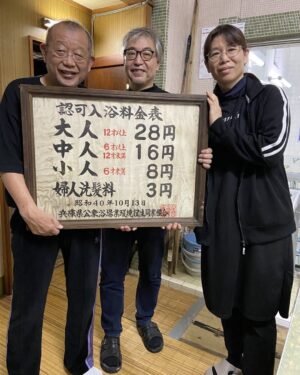 認可入浴料金表
大人 12才以上 28円
中人 6才以上 12才未満 16円
小人 6才未満 8円
婦人洗髪料 3円
昭和40年10月13日
兵庫県公衆浴場業環境衛生同業組合